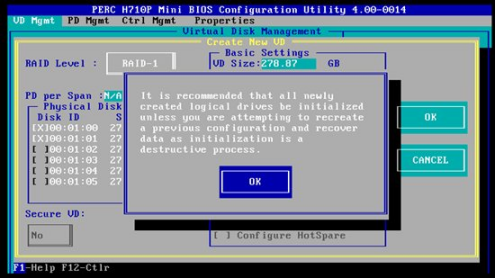 PERC H710P Mini BIOS Configuration Utility 4.00-0014
VD Mgmt PD Mgmt Ctrl Mgmt Properties
Virtual Disk Management
Create New VD
Basic Settings
RAID Level : RAID-1 VD Size:278.87 GB
PD per Span :N/A
Physical Disk
Disk ID S
[X]00:01:00 27
[X]00:01:01 27
[ ]00:01:02 27
[ ]00:01:03 27
[ ]00:01:04 27
[ ]00:01:05 27
It is recommended that all newly
created logical drives be initialized
unless you are attempting to recreate
a previous configuration and recover
data as initialization is a
destructive process.
OK
OK
CANCEL
Secure VD:
No
[ ] Configure HotSpare
F1-Help F12-Ctlr